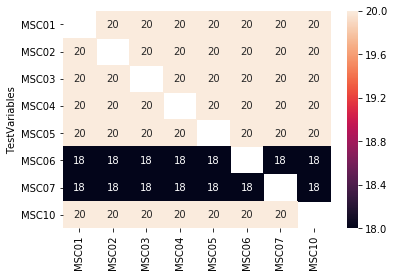 MSC01 20 20 20 20 20 20 20
MSC02 20 20 20 20 20 20 20
MSC03 20 20 20 20 20 20 20
MSC04 20 20 20 20 20 20 20
MSC05 20 20 20 20 20 20 20
MSC06 18 18 18 18 18 18 18
MSC07 18 18 18 18 18 18 18
MSC10 20 20 20 20 20 20 20
TestVariables
MSC01 MSC02 MSC03 MSC04 MSC05 MSC06 MSC07 MSC10
20.0
19.6
19.2
18.8
18.4
18.0